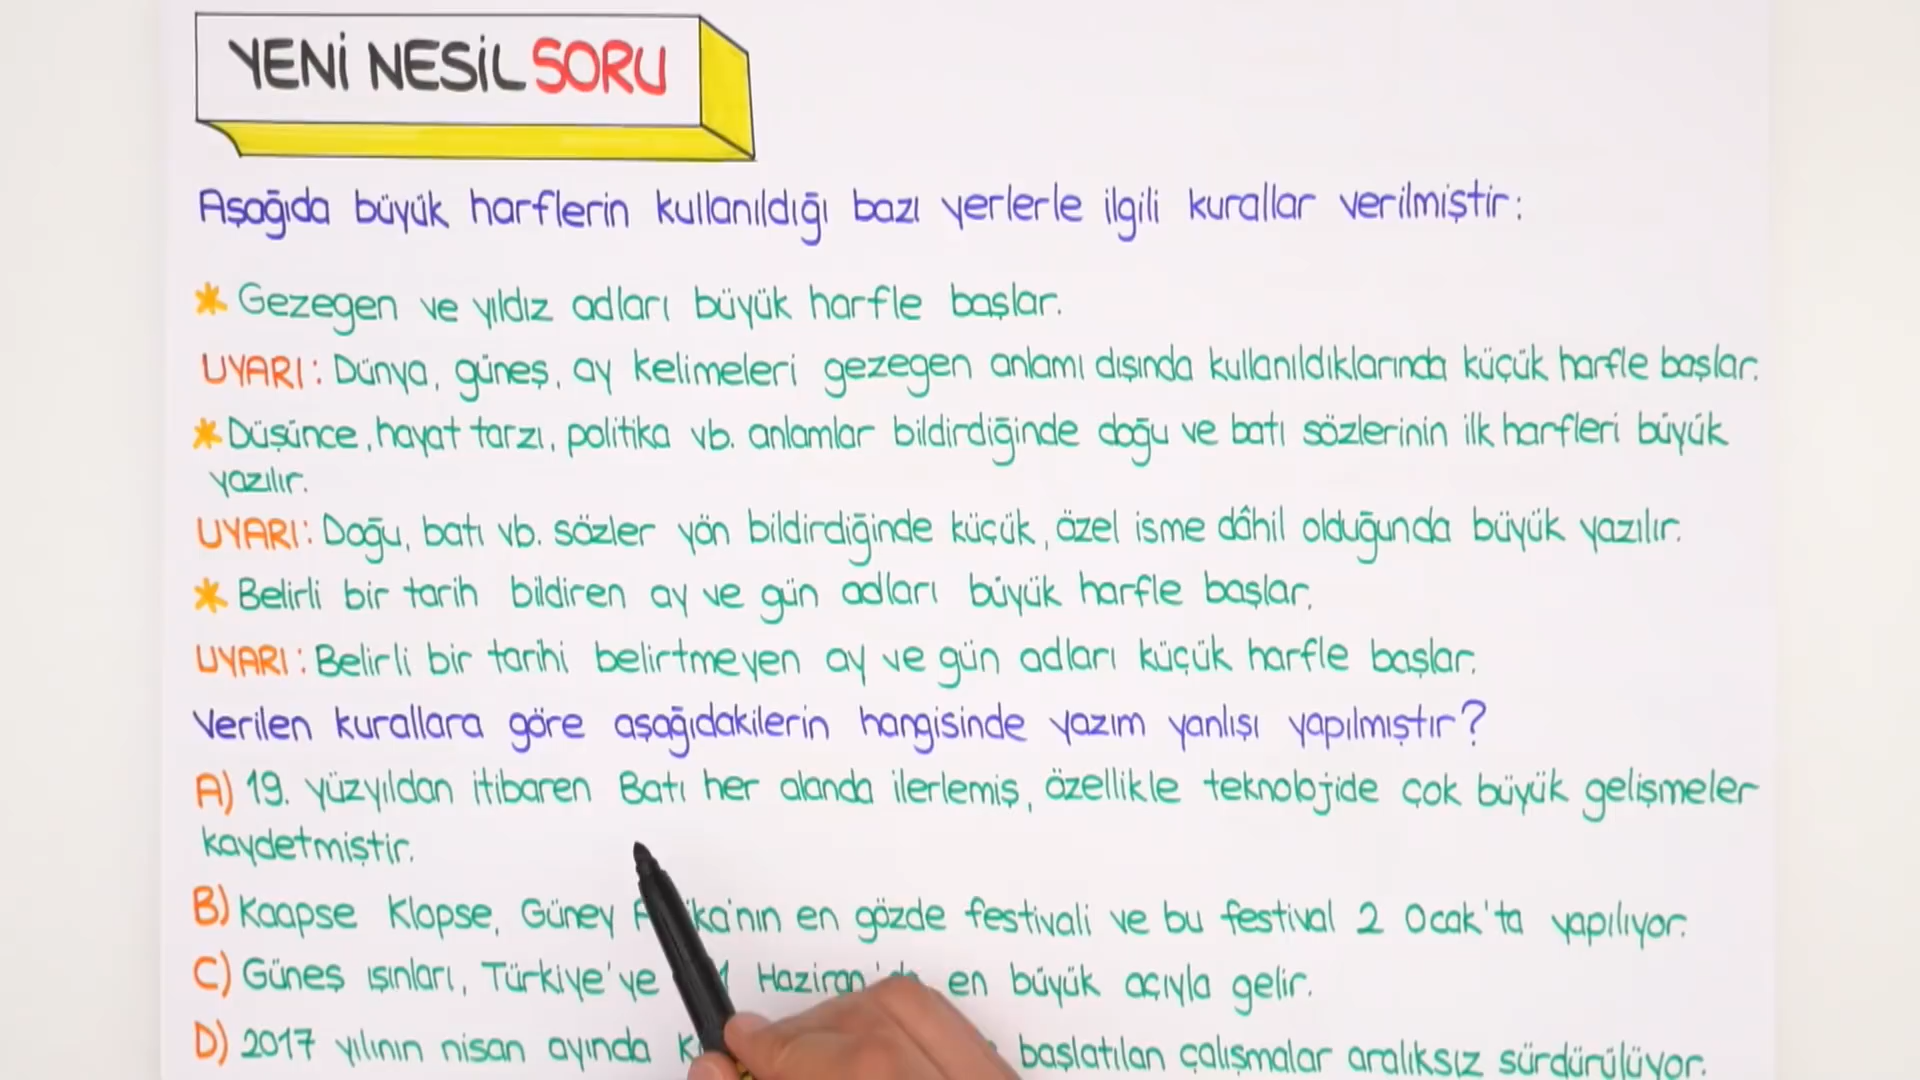 YENİ NESİL SORU
Aşağıda büyük harflerin kullanıldığı bazı yerlerle ilgili kurallar verilmiştir:
* Gezegen ve yıldız adları büyük harfle başlar.
UYARI: Dünya, güneş, ay kelimeleri gezegen anlamı dışında kullanıldıklarında küçük harfle başlar.
* Düşünce, hayat tarzı, politika vb. anlamlar bildirdiğinde doğu ve batı sözlerinin ilk harfleri büyük
yazılır.
UYARI: Doğu, batı vb. sözler yön bildirdiğinde küçük, özel isme dâhil olduğunda büyük yazılır.
* Belirli bir tarih bildiren ay ve gün adları büyük harfle başlar.
UYARI: Belirli bir tarihi belirtmeyen ay ve gün adları küçük harfle başlar.
Verilen kurallara göre aşağıdakilerin hangisinde yazım yanlışı yapılmıştır?
A) 19. yüzyıldan itibaren Batı her alanda ilerlemiş, özellikle teknolojide çok büyük gelişmeler
kaydetmiştir.
B) Kaapse Klopse, Güney en gözde festivali ve bu festival 2 Ocak'ta yapılıyor.
C) Güneş ışınları, Türkiye'ye Haziran en büyük açıyla gelir.
D) 2017 yılının nisan ayında başlatılan çalışmalar aralıksız sürdürülüyor.